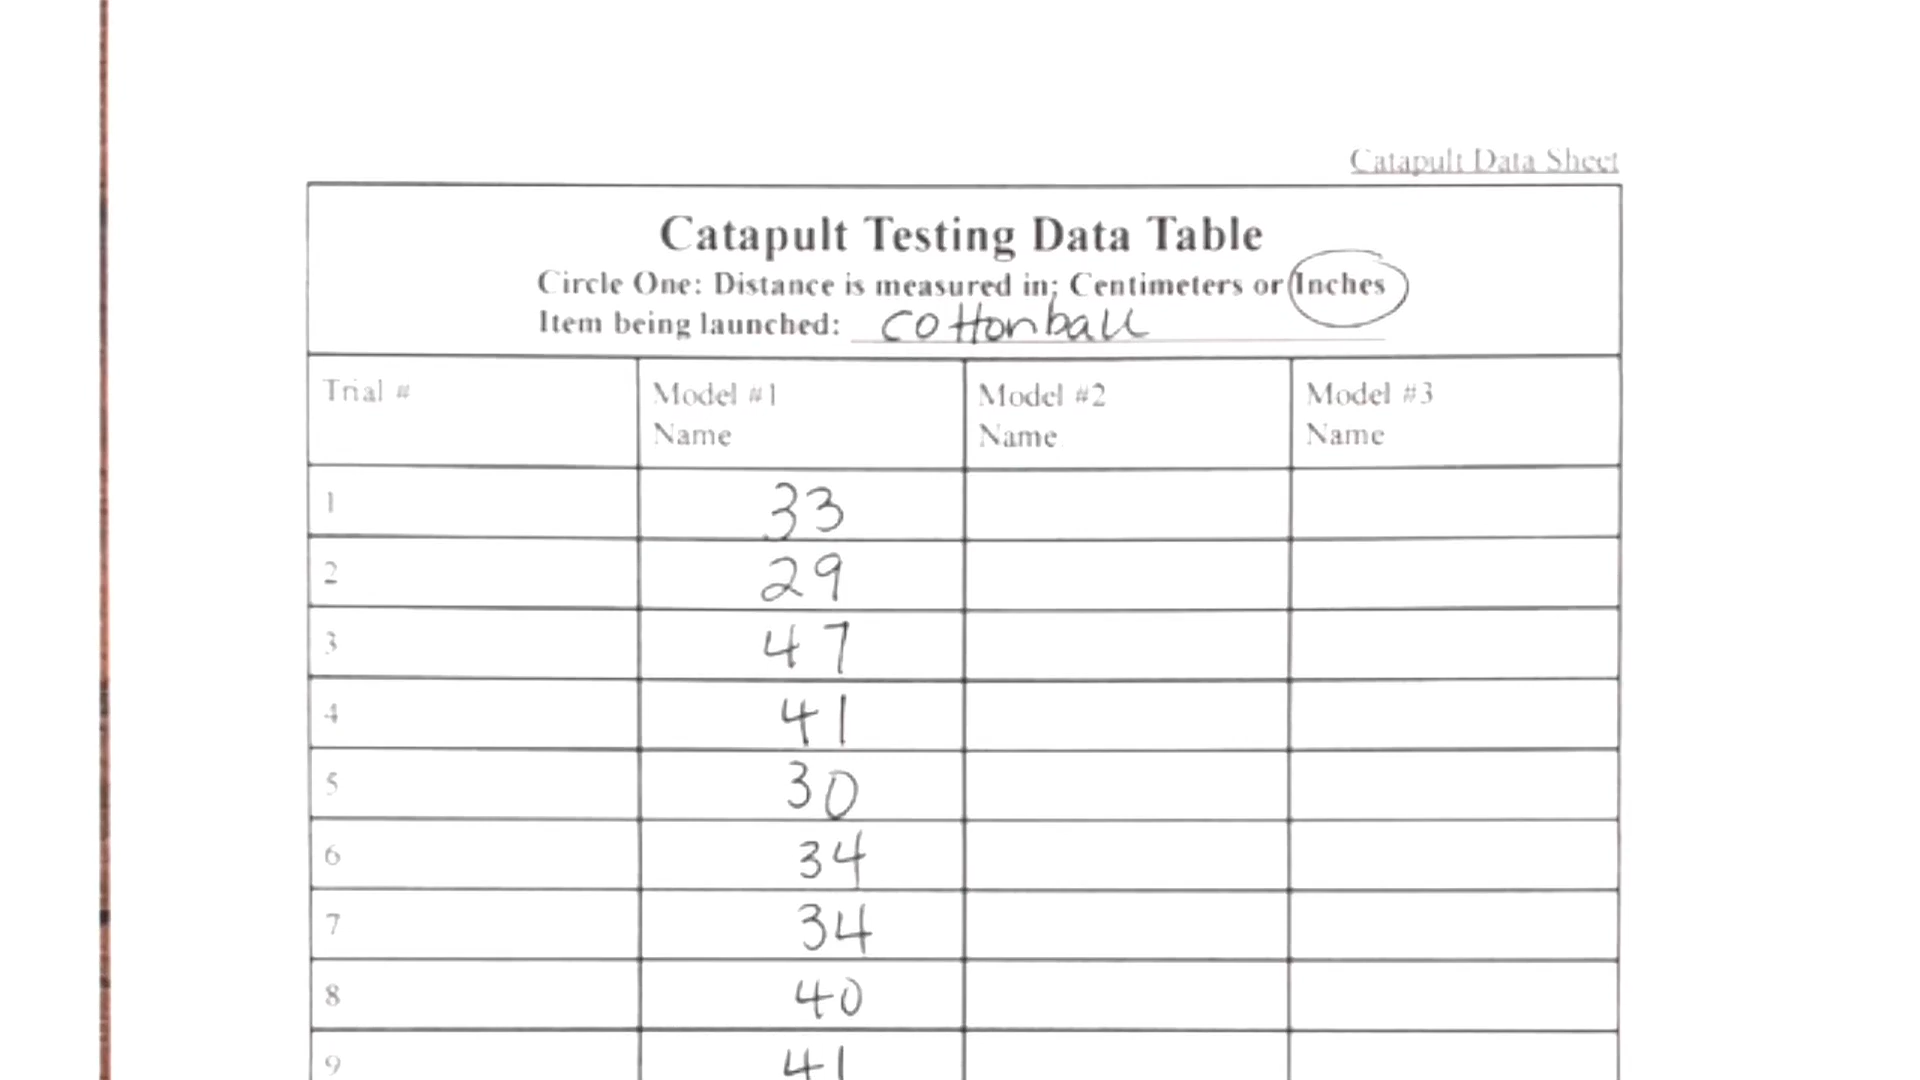 Catapult Data Sheet
Catapult Testing Data Table
Circle One: Distance is measured in; Centimeters or Inches
Item being launched: cottonball
Trial # Model #1 Model #2 Model #3
Name Name Name
1 33
2 29
3 47
4 41
5 30
6 34
7 34
8 40
9 41